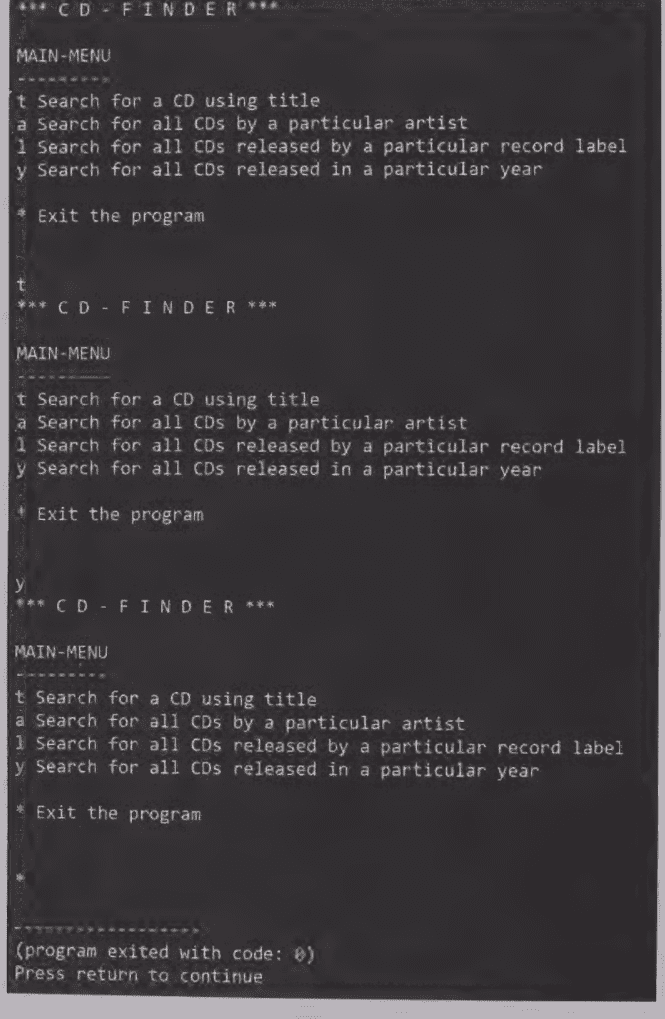 *** C D - F I N D E R ***
MAIN-MENU
---------
t Search for a CD using title
a Search for all CDs by a particular artist
l Search for all CDs released by a particular record label
y Search for all CDs released in a particular year
* Exit the program
t
*** C D - F I N D E R ***
MAIN-MENU
---------
t Search for a CD using title
a Search for all CDs by a particular artist
l Search for all CDs released by a particular record label
y Search for all CDs released in a particular year
* Exit the program
y
*** C D - F I N D E R ***
MAIN-MENU
---------
t Search for a CD using title
a Search for all CDs by a particular artist
l Search for all CDs released by a particular record label
y Search for all CDs released in a particular year
* Exit the program
*
------------------
(program exited with code: 0)
Press return to continue